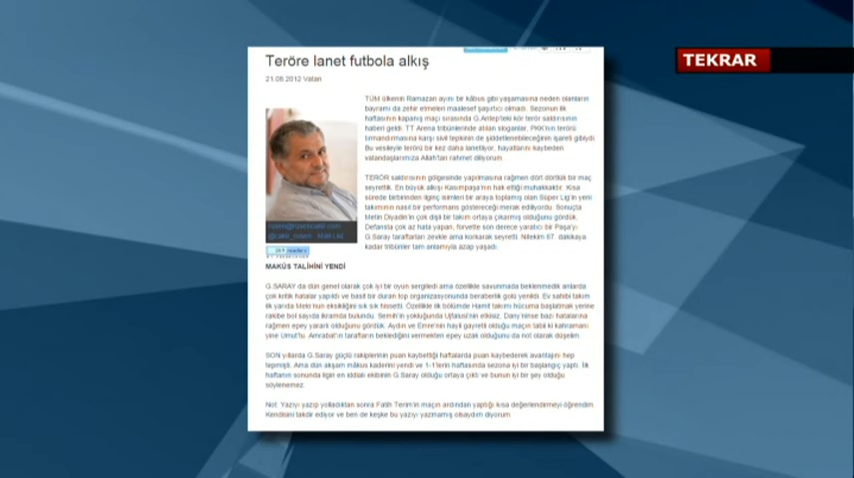 TEKRAR
Teröre lanet futbola alkış
21.08.2012 Vatan
TÜM ülkenin Ramazan ayını bir kâbus gibi yaşamasına neden olanların
bayramı da zehir etmeleri maalesef şaşırtıcı olmadı. Sezonun ilk
haftasının kapanış maçı sırasında G.Antep'teki kör terör saldırısının
haberi geldi. TT Arena tribünlerinde atılan sloganlar, PKK'nın terörü
tırmandırmasına karşı sivil tepkinin de şiddetlenebileceğinin işareti gibiydi.
Bu vesileyle terörü bir kez daha lanetliyor, hayatlarını kaybeden
vatandaşlarımıza Allah'tan rahmet diliyorum.
TERÖR saldırısının gölgesinde yapılmasına rağmen dört dörtlük bir maç
seyrettik. En büyük alkışı Kasımpaşa'nın hak ettiği muhakkaktır. Kısa
sürede birbirinden ilginç isimleri bir araya toplamış olan Süper Lig'in yeni
takımının nasıl bir performans göstereceği merak ediliyordu. Sonuçta
Metin Diyadin'in çok dişli bir takım ortaya çıkarmış olduğunu gördük.
Defansta çok az hata yapan, forvette son derece yaratıcı bir Paşa'yı
G.Saray taraftarları zevkle ama korkarak seyretti. Nitekim 87. dakikaya
kadar tribünler tam anlamıyla azap yaşadı.
MAKÛS TALİHİNİ YENDİ
G.SARAY da dün genel olarak çok iyi bir oyun sergiledi ama özellikle savunmada beklenmedik anlarda
çok kritik hatalar yapıldı ve basit bir duran top organizasyonunda beraberlik golü yenildi. Ev sahibi takım
ilk yarıda Melo'nun eksikliğini sık sık hissetti. Özellikle ilk bölümde Hamit takımı hücuma başlatmak yerine
rakibe bol sayıda ikramda bulundu. Semih'in yokluğunda Ujfalusi'nin etkisiz, Dany'ninse bazı hatalarına
rağmen epey yararlı olduğunu gördük. Aydın ve Emre'nin hayli gayretli olduğu maçın tabii ki kahramanı
yine Umut'tu. Amrabat'ın tarafların beklediğini vermekten epey uzak olduğunu da not olarak düşelim.
SON yıllarda G.Saray güçlü rakiplerinin puan kaybettiği haftalarda puan kaybederek avantajını hep
tepmişti. Ama dün akşam mâkus kaderini yendi ve 1-1'lerin haftasında sezona iyi bir başlangıç yaptı. İlk
haftanın sonunda ligin en iddialı ekibinin G.Saray olduğu ortaya çıktı ve bunun iyi bir şey olduğu
söylenemez.
Not: Yazıyı yazıp yolladıktan sonra Fatih Terim'in maçın ardından yaptığı kısa değerlendirmeyi öğrendim.
Kendisini takdir ediyor ve ben de keşke bu yazıyı yazmamış olsaydım diyorum.